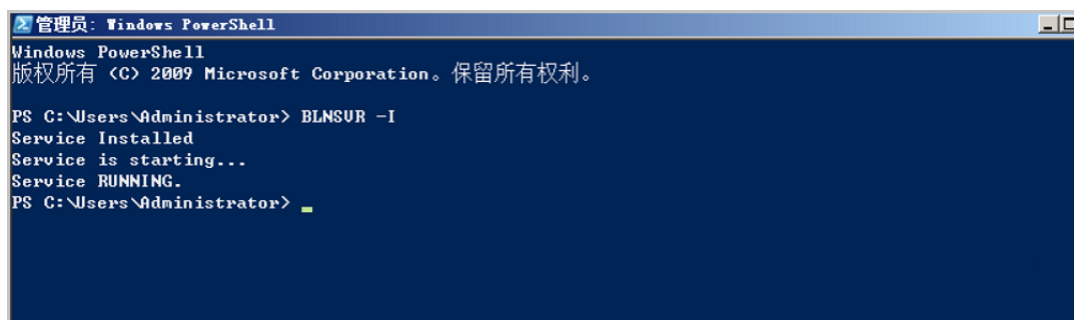 管理员: Windows PowerShell
Windows PowerShell
版权所有 (C) 2009 Microsoft Corporation。保留所有权利。
PS C:\Users\Administrator> BLNSVR -I
Service Installed
Service is starting...
Service RUNNING.
PS C:\Users\Administrator>